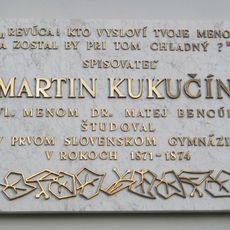 „REVÚCA! KTO VYSLOVÍ TVOJE MENO
A ZOSTAL BY PRI TOM CHLADNÝ?"
SPISOVATEĽ
MARTIN KUKUČÍN
VL. MENOM DR. MATEJ BENCÚR
ŠTUDOVAL
V PRVOM SLOVENSKOM GYMNÁZIU
V ROKOCH 1871-1874